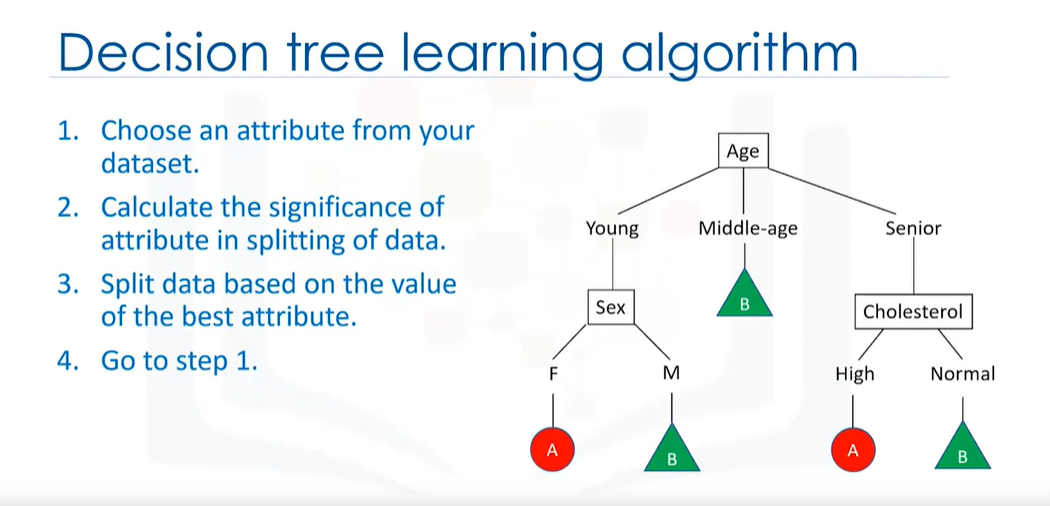 Decision tree learning algorithm
1. Choose an attribute from your
dataset.
2. Calculate the significance of
attribute in splitting of data.
3. Split data based on the value
of the best attribute.
4. Go to step 1.
Age
Young Middle-age Senior
Sex B Cholesterol
F M High Normal
A B A B